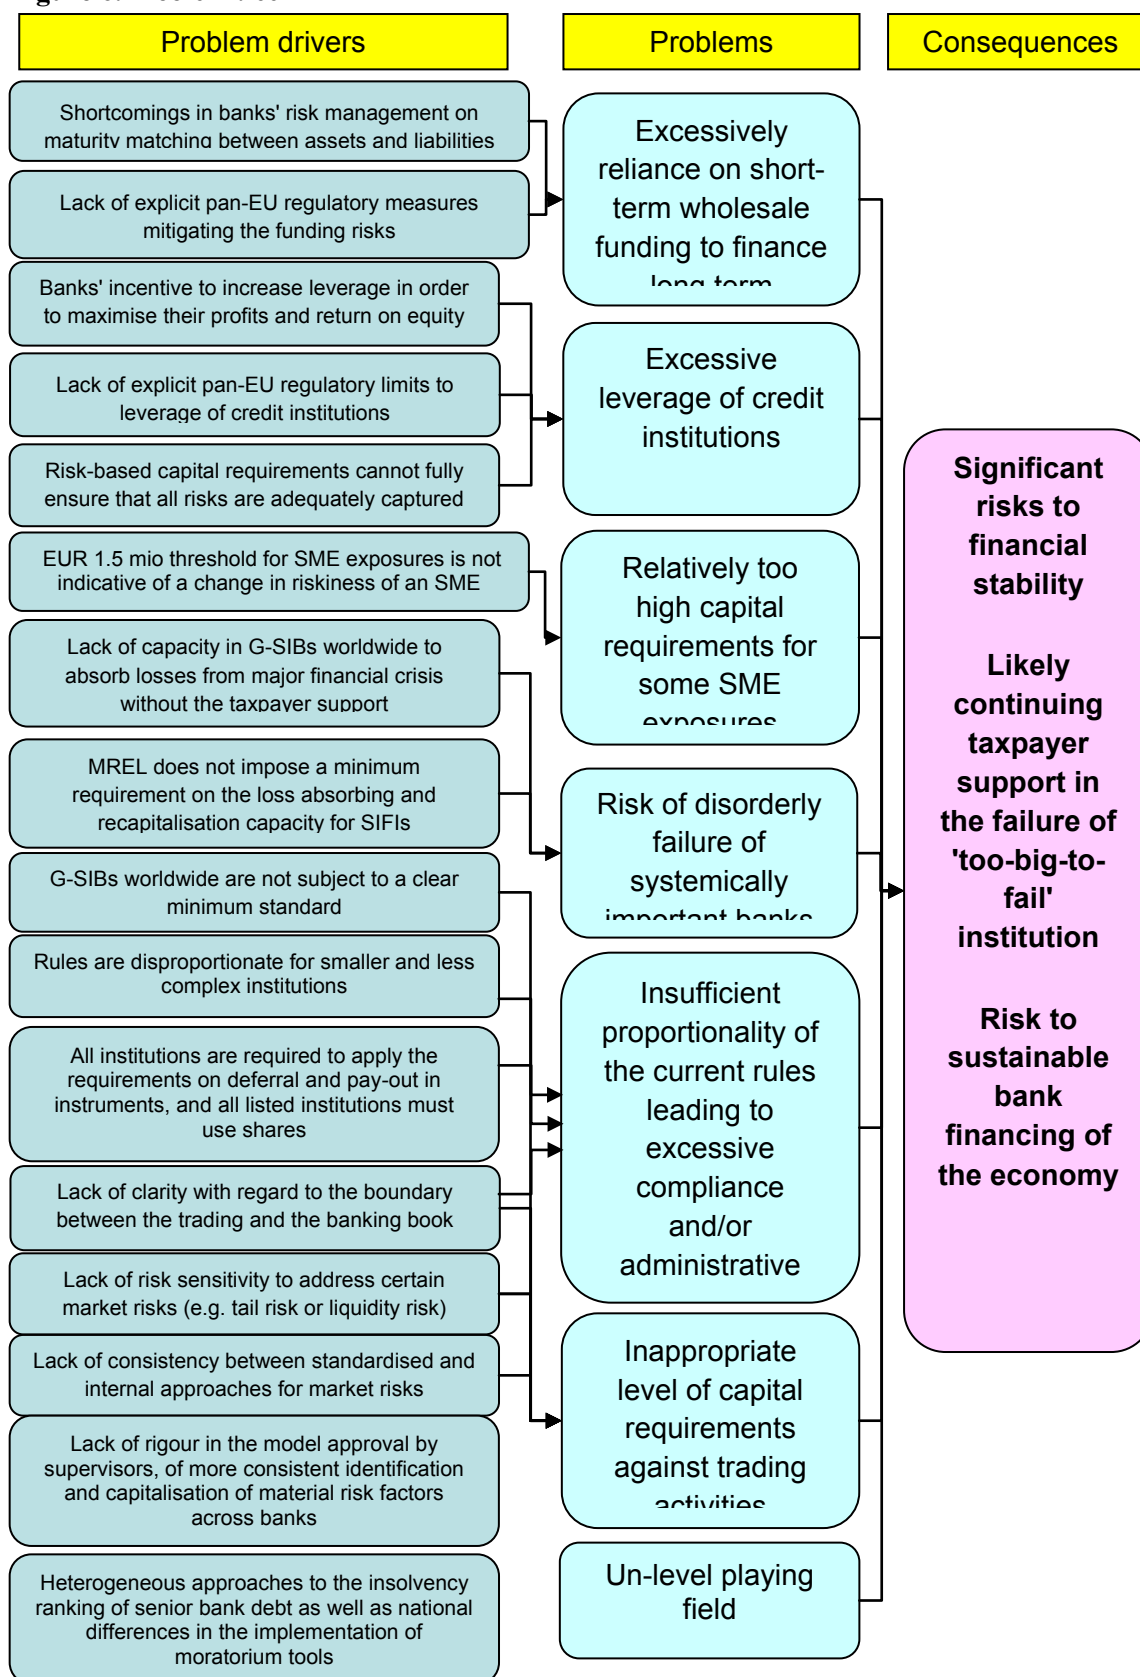 Problem drivers
Problems
Consequences
Shortcomings in banks' risk management on
maturity matching between assets and liabilities
Lack of explicit pan-EU regulatory measures
mitigating the funding risks
Banks' incentive to increase leverage in order
to maximise their profits and return on equity
Lack of explicit pan-EU regulatory limits to
leverage of credit institutions
Risk-based capital requirements cannot fully
ensure that all risks are adequately captured
EUR 1.5 mio threshold for SME exposures is not
indicative of a change in riskiness of an SME
Lack of capacity in G-SIBs worldwide to
absorb losses from major financial crisis
without the taxpayer support
MREL does not impose a minimum
requirement on the loss absorbing and
recapitalisation capacity for SIFIs
G-SIBs worldwide are not subject to a clear
minimum standard
Rules are disproportionate for smaller and less
complex institutions
All institutions are required to apply the
requirements on deferral and pay-out in
instruments, and all listed institutions must
use shares
Lack of clarity with regard to the boundary
between the trading and the banking book
Lack of risk sensitivity to address certain
market risks (e.g. tail risk or liquidity risk)
Lack of consistency between standardised and
internal approaches for market risks
Lack of rigour in the model approval by
supervisors, of more consistent identification
and capitalisation of material risk factors
across banks
Heterogeneous approaches to the insolvency
ranking of senior bank debt as well as national
differences in the implementation of
moratorium tools
Excessively
reliance on short-
term wholesale
funding to finance
long term
Excessive
leverage of credit
institutions
Relatively too
high capital
requirements for
some SME
exposures
Risk of disorderly
failure of
systemically
important banks
Insufficient
proportionality of
the current rules
leading to
excessive
compliance
and/or
administrative
Inappropriate
level of capital
requirements
against trading
activities
Un-level playing
field
Significant
risks to
financial
stability
Likely
continuing
taxpayer
support in
the failure of
'too-big-to-
fail'
institution
Risk to
sustainable
bank
financing of
the economy